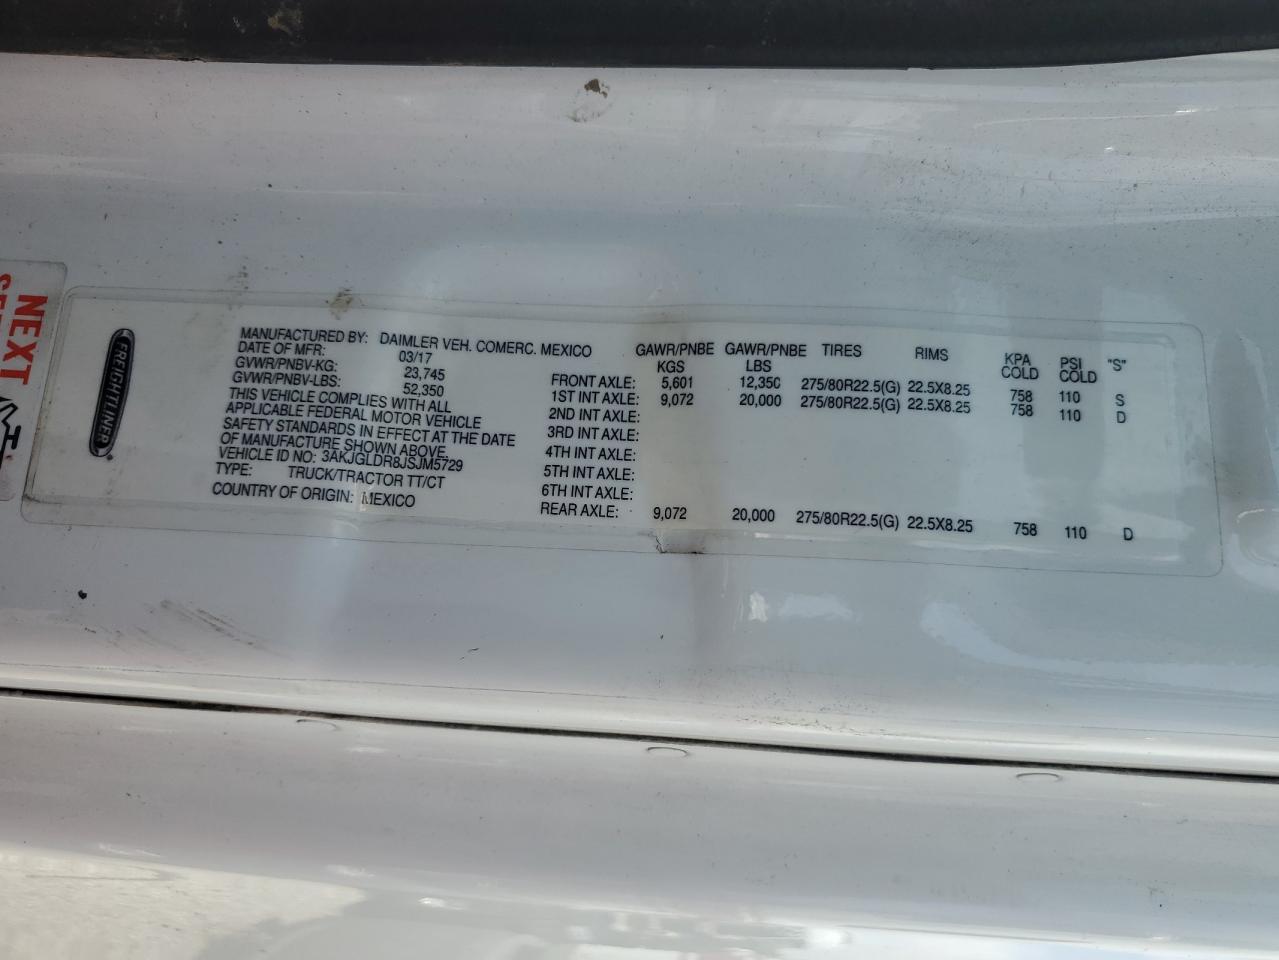 NEXT
FREIGHTLINER
MANUFACTURED BY: DAIMLER VEH. COMERC. MEXICO
DATE OF MFR: 03/17
GVWR/PNBV-KG: 23,745
GVWR/PNBV-LBS: 52,350
THIS VEHICLE COMPLIES WITH ALL
APPLICABLE FEDERAL MOTOR VEHICLE
SAFETY STANDARDS IN EFFECT AT THE DATE
OF MANUFACTURE SHOWN ABOVE.
VEHICLE ID NO: 3AKJGLDR8JSJM5729
TYPE: TRUCK/TRACTOR TT/CT
COUNTRY OF ORIGIN: MEXICO
GAWR/PNBE KGS GAWR/PNBE LBS TIRES RIMS KPA COLD PSI COLD "S"
FRONT AXLE: 5,601 12,350 275/80R22.5(G) 22.5X8.25 758 110 S
1ST INT AXLE: 9,072 20,000 275/80R22.5(G) 22.5X8.25 758 110 D
2ND INT AXLE:
3RD INT AXLE:
4TH INT AXLE:
5TH INT AXLE:
6TH INT AXLE:
REAR AXLE: 9,072 20,000 275/80R22.5(G) 22.5X8.25 758 110 D